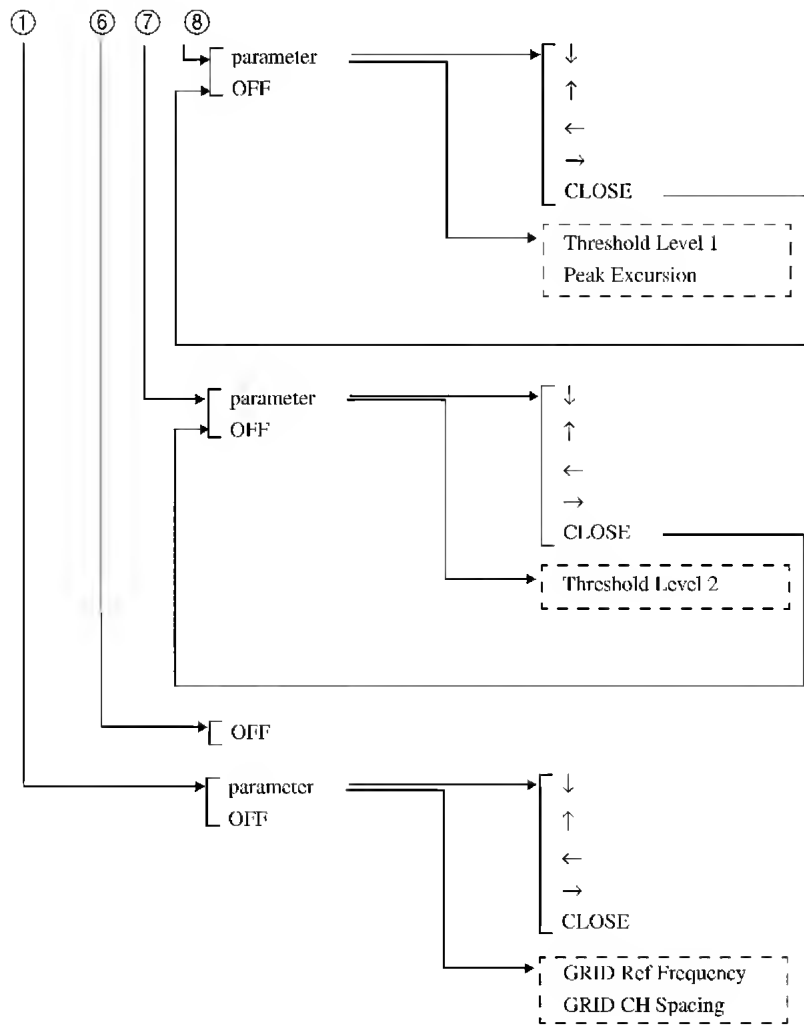 ① ⑥ ⑦ ⑧
parameter
OFF
↓
↑
←
→
CLOSE
Threshold Level 1
Peak Excursion
parameter
OFF
↓
↑
←
→
CLOSE
Threshold Level 2
OFF
parameter
OFF
↓
↑
←
→
CLOSE
GRID Ref Frequency
GRID CH Spacing